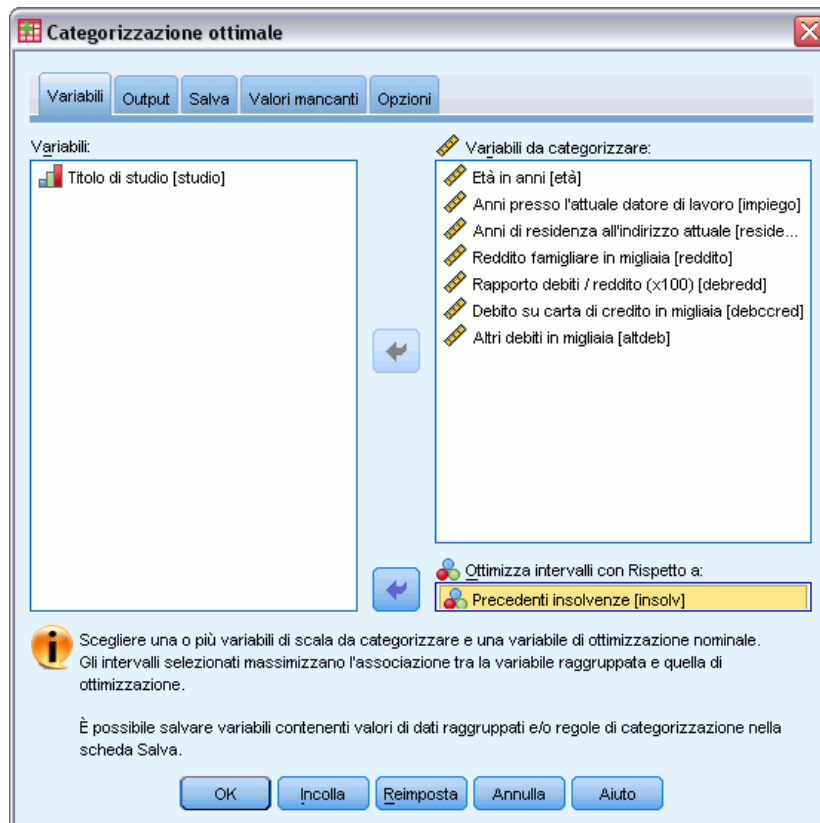 Categorizzazione ottimale
Variabili Output Salva Valori mancanti Opzioni
Variabili:
Titolo di studio [studio]
Variabili da categorizzare:
Età in anni [età]
Anni presso l'attuale datore di lavoro [impiego]
Anni di residenza all'indirizzo attuale [reside...
Reddito famigliare in migliaia [reddito]
Rapporto debiti / reddito (x100) [debredd]
Debito su carta di credito in migliaia [debccred]
Altri debiti in migliaia [altdeb]
Ottimizza intervalli con Rispetto a:
Precedenti insolvenze [insolv]
Scegliere una o più variabili di scala da categorizzare e una variabile di ottimizzazione nominale.
Gli intervalli selezionati massimizzano l'associazione tra la variabile raggruppata e quella di
ottimizzazione.
È possibile salvare variabili contenenti valori di dati raggruppati e/o regole di categorizzazione nella
scheda Salva.
OK Incolla Reimposta Annulla Aiuto